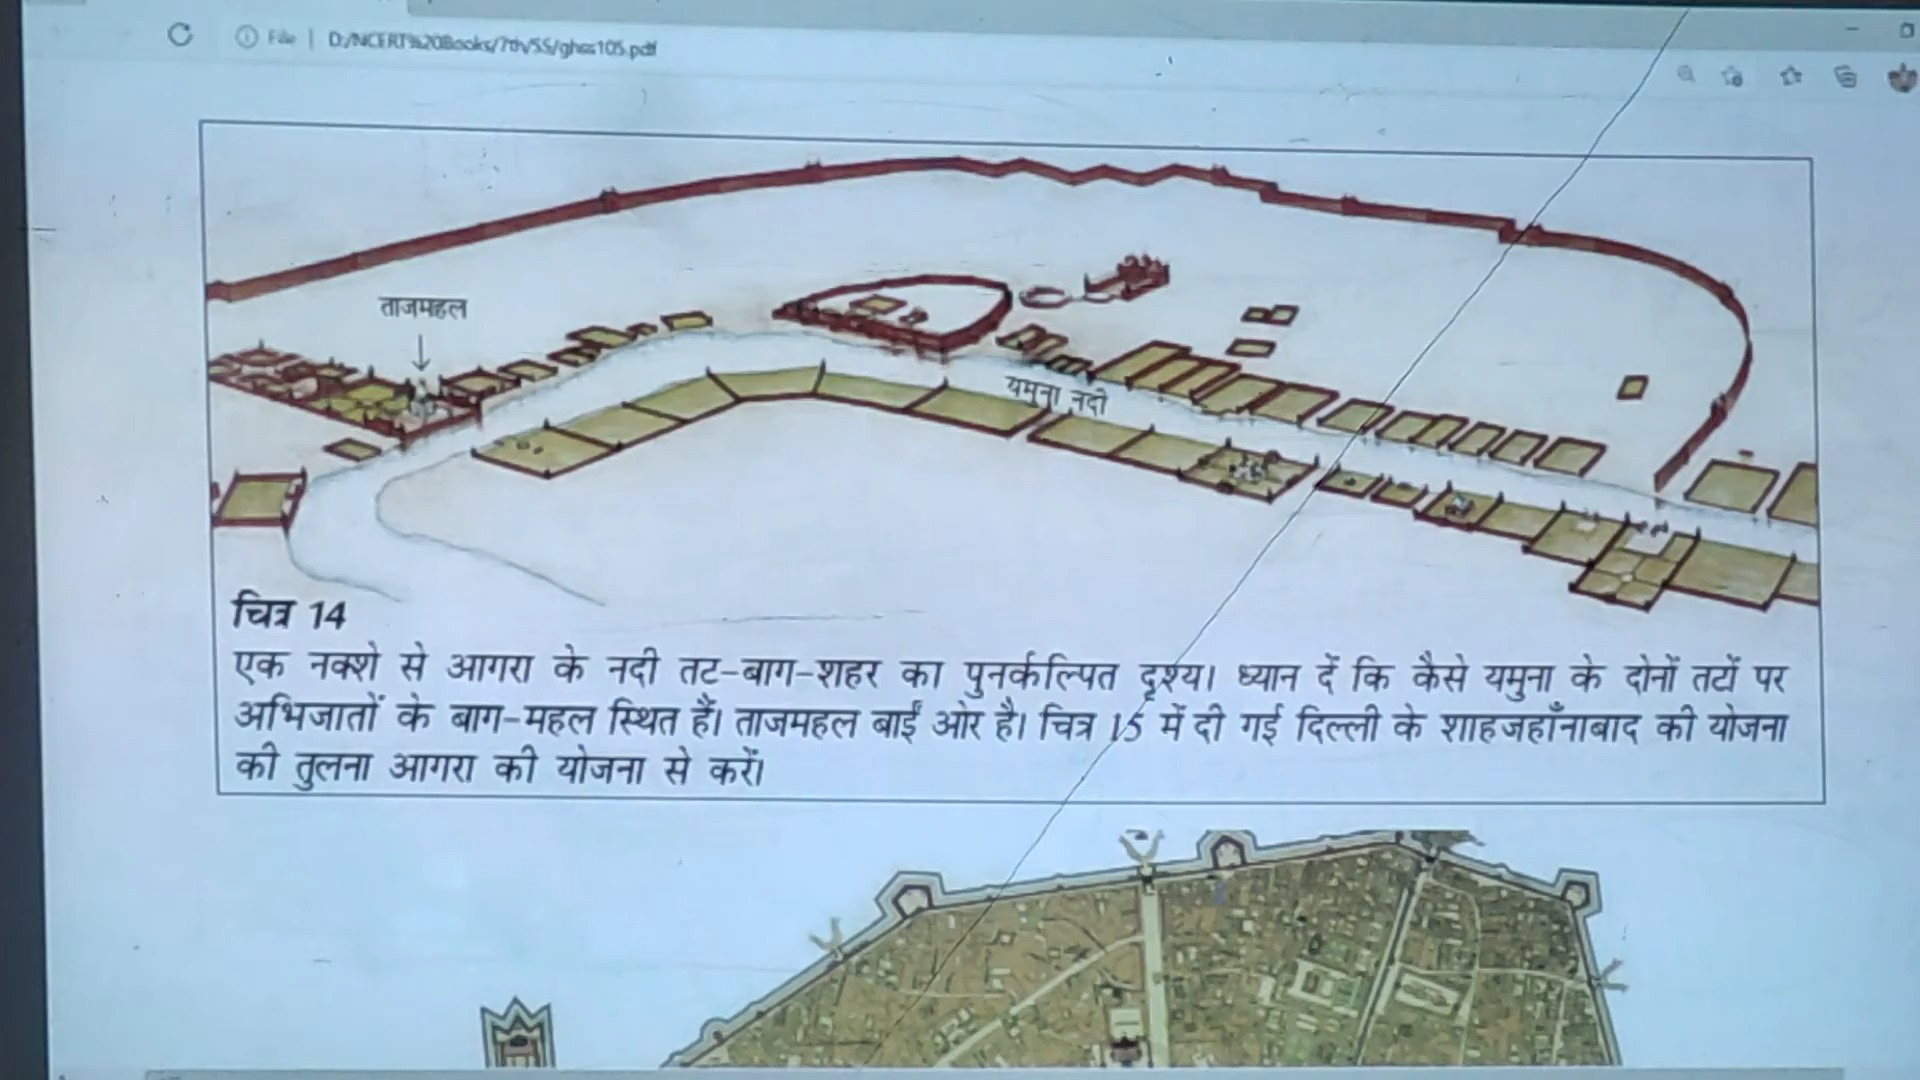 File | D:/NCERT%20Books/7th/SS/ghss105.pdf
ताजमहल
यमुना नदी
चित्र 14
एक नक्शे से आगरा के नदी तट-बाग-शहर का पुनर्कल्पित दृश्य। ध्यान दें कि कैसे यमुना के दोनों तटों पर
अभिजातों के बाग-महल स्थित हैं। ताजमहल बाईं ओर है। चित्र 15 में दी गई दिल्ली के शाहजहाँनाबाद की योजना
की तुलना आगरा की योजना से करें।